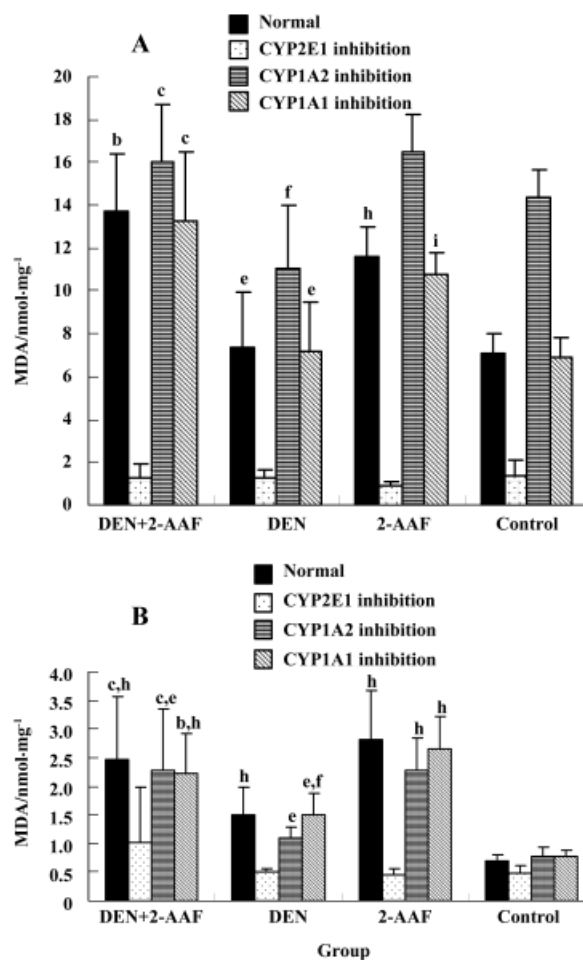 A
Normal
CYP2E1 inhibition
CYP1A2 inhibition
CYP1A1 inhibition
MDA/nmol·mg⁻¹
20
18
16
14
12
10
8
6
4
2
0
b c c
e f e
h i
DEN+2-AAF DEN 2-AAF Control
B
Normal
CYP2E1 inhibition
CYP1A2 inhibition
CYP1A1 inhibition
MDA/nmol·mg⁻¹
4.0
3.5
3.0
2.5
2.0
1.5
1.0
0.5
0
c,h c,e b,h
h e e,f
h h h
DEN+2-AAF DEN 2-AAF Control
Group